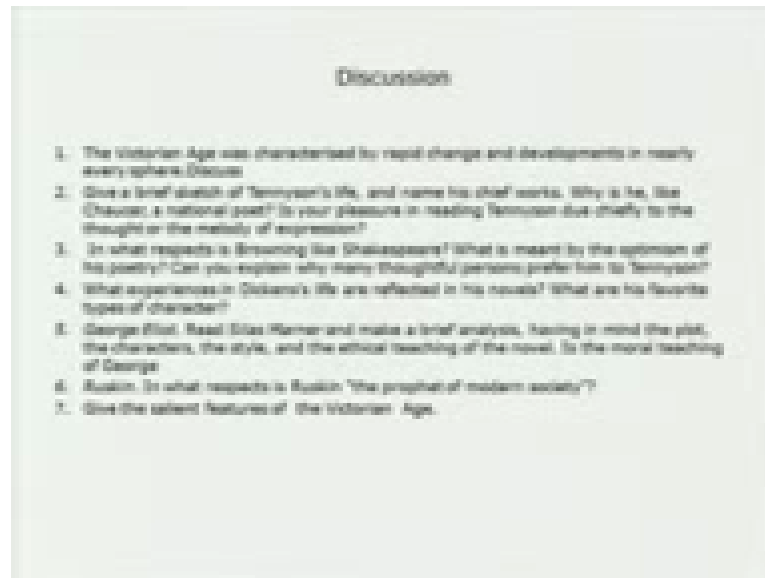 Discussion
1. The Victorian Age was characterised by rapid change and developments in nearly
every sphere.Discuss
2. Give a brief sketch of Tennyson's life, and name his chief works. Why is he, like
Chaucer, a national poet? Is your pleasure in reading Tennyson due chiefly to the
thought or the melody of expression?
3. In what respects is Browning like Shakespeare? What is meant by the optimism of
his poetry? Can you explain why many thoughtful persons prefer him to Tennyson?
4. What experiences in Dickens's life are reflected in his novels? What are his favorite
types of character?
5. George Eliot. Read Silas Marner and make a brief analysis, having in mind the plot,
the characters, the style, and the ethical teaching of the novel. Is the moral teaching
of George
6. Ruskin. In what respects is Ruskin "the prophet of modern society"?
7. Give the salient features of the Victorian Age.